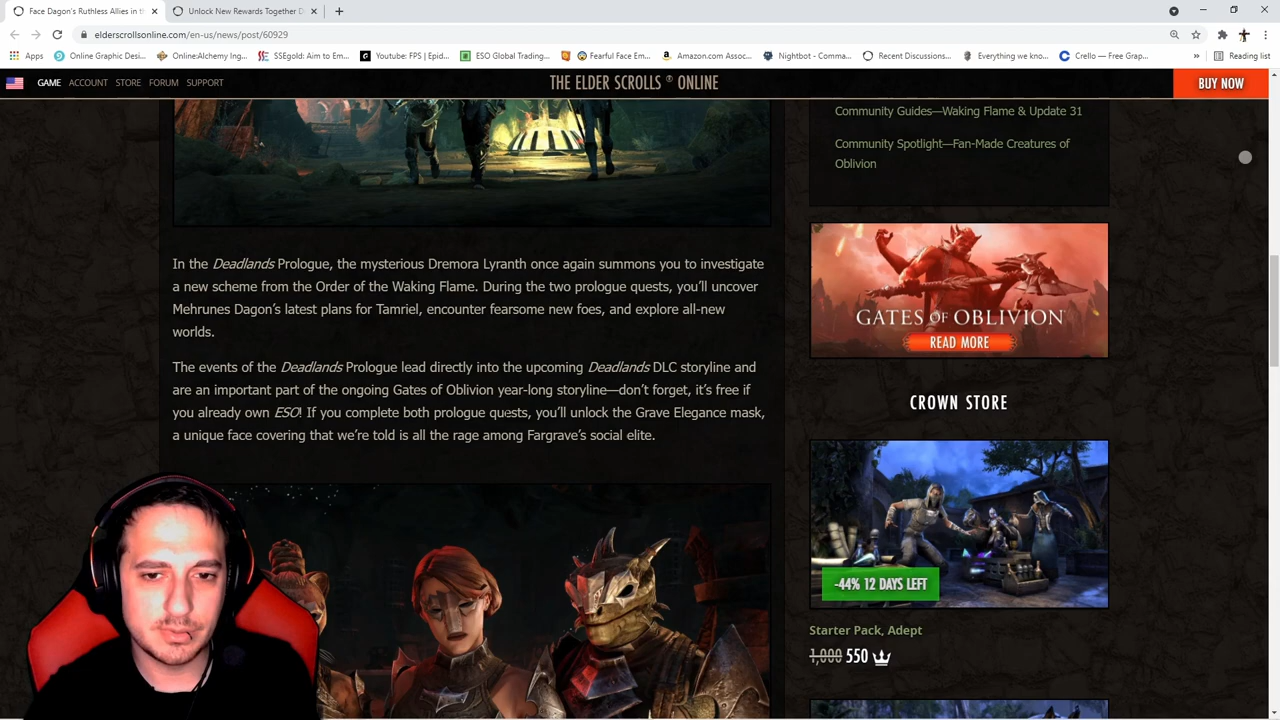 Face Dagon's Ruthless Allies in th
Unlock New Rewards Together D
elderscrollsonline.com/en-us/news/post/60929
Apps
Online Graphic Desi...
Online:Alchemy Ing...
SSEgold: Aim to Em...
Youtube: FPS | Epid...
ESO Global Trading...
Fearful Face Em...
Amazon.com Assoc...
Nightbot - Comma...
Recent Discussions...
Everything we kno...
Crello — Free Grap...
Reading list
GAME
ACCOUNT
STORE
FORUM
SUPPORT
THE ELDER SCROLLS ® ONLINE
BUY NOW
Community Guides—Waking Flame & Update 31
Community Spotlight—Fan-Made Creatures of
Oblivion
In the Deadlands Prologue, the mysterious Dremora Lyranth once again summons you to investigate
a new scheme from the Order of the Waking Flame. During the two prologue quests, you'll uncover
Mehrunes Dagon's latest plans for Tamriel, encounter fearsome new foes, and explore all-new
worlds.
The events of the Deadlands Prologue lead directly into the upcoming Deadlands DLC storyline and
are an important part of the ongoing Gates of Oblivion year-long storyline—don't forget, it's free if
you already own ESO! If you complete both prologue quests, you'll unlock the Grave Elegance mask,
a unique face covering that we're told is all the rage among Fargrave's social elite.
GATES OF OBLIVION
READ MORE
CROWN STORE
-44% 12 DAYS LEFT
Starter Pack, Adept
1,000 550